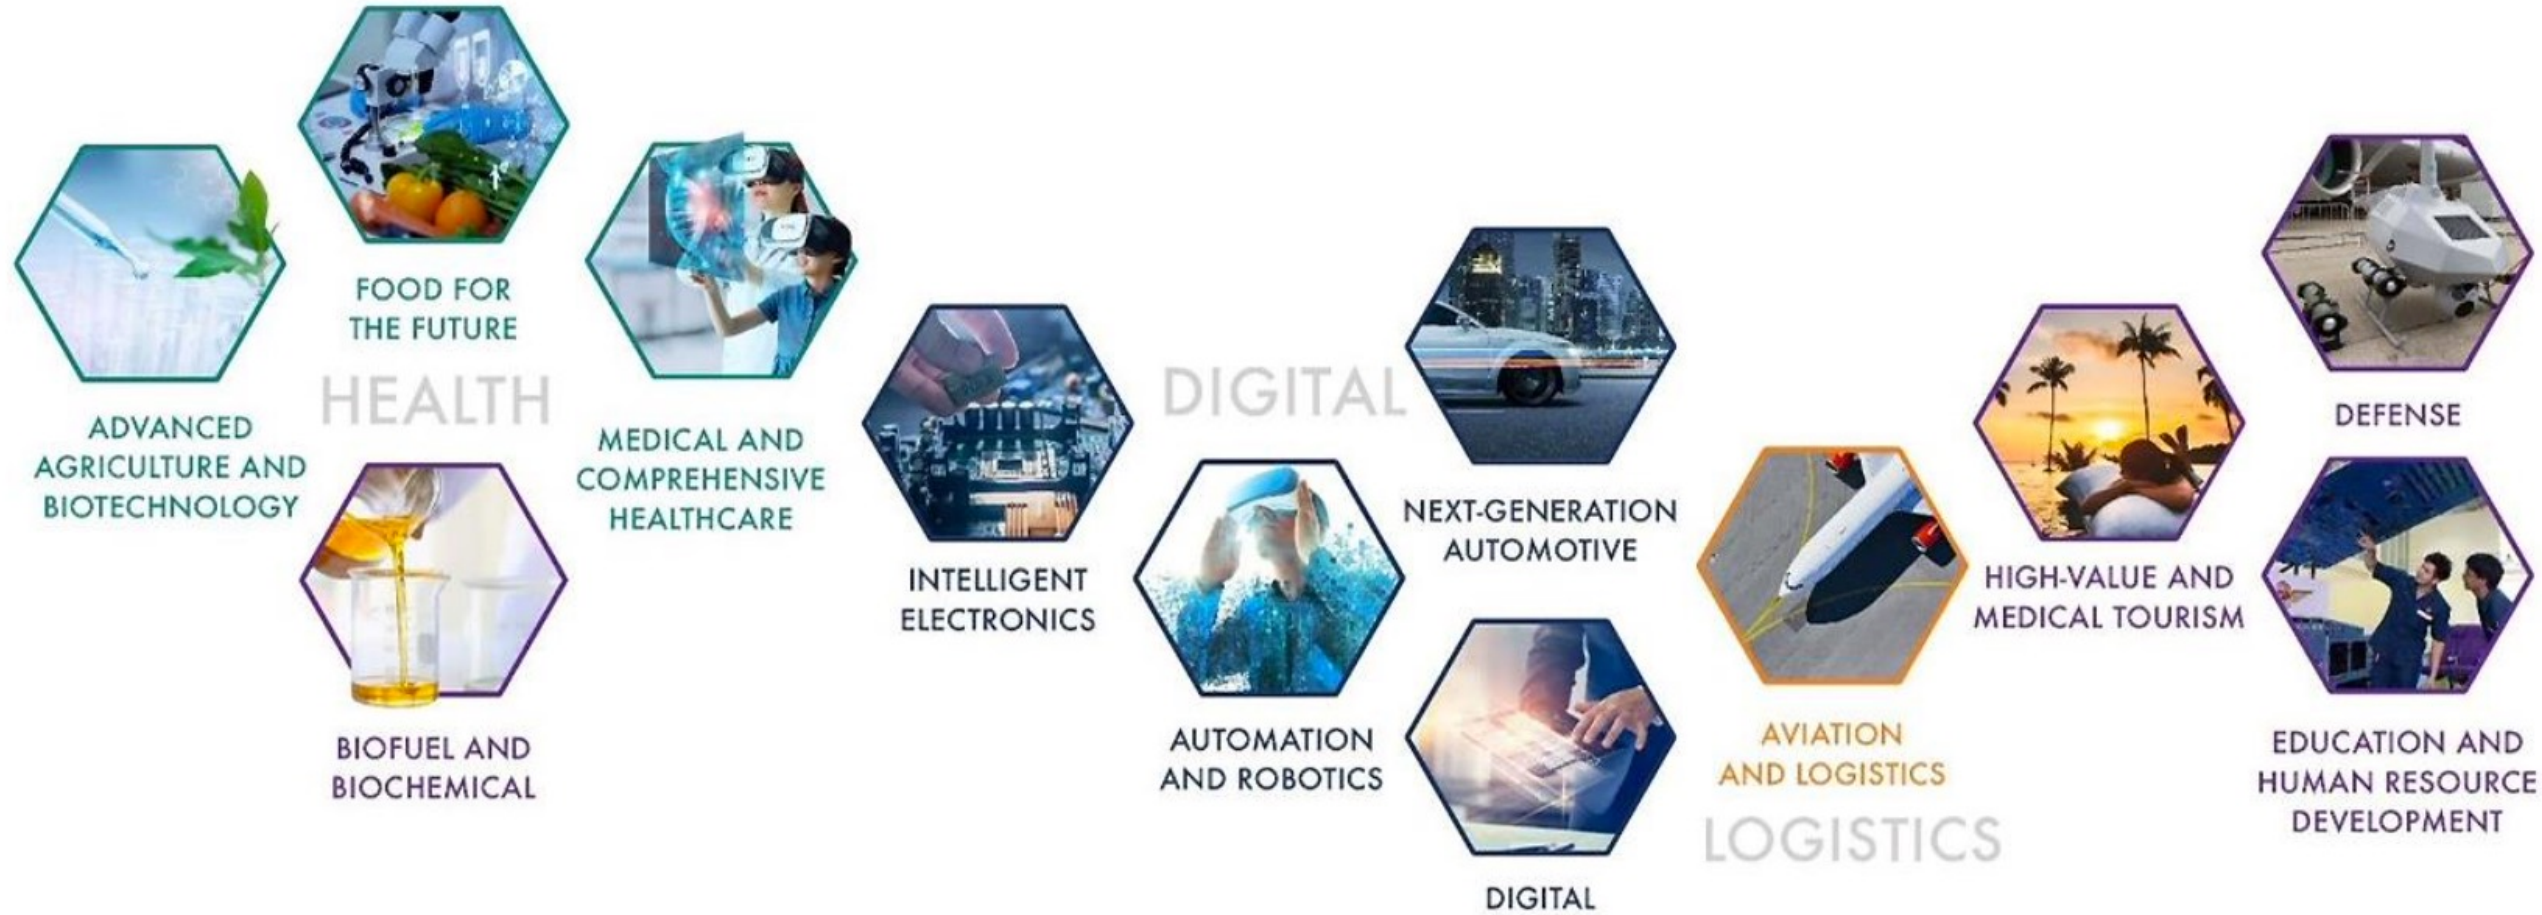 FOOD FOR
THE FUTURE
HEALTH
ADVANCED
AGRICULTURE AND
BIOTECHNOLOGY
MEDICAL AND
COMPREHENSIVE
HEALTHCARE
BIOFUEL AND
BIOCHEMICAL
INTELLIGENT
ELECTRONICS
DIGITAL
AUTOMATION
AND ROBOTICS
NEXT-GENERATION
AUTOMOTIVE
DIGITAL
AVIATION
AND LOGISTICS
LOGISTICS
HIGH-VALUE AND
MEDICAL TOURISM
DEFENSE
EDUCATION AND
HUMAN RESOURCE
DEVELOPMENT